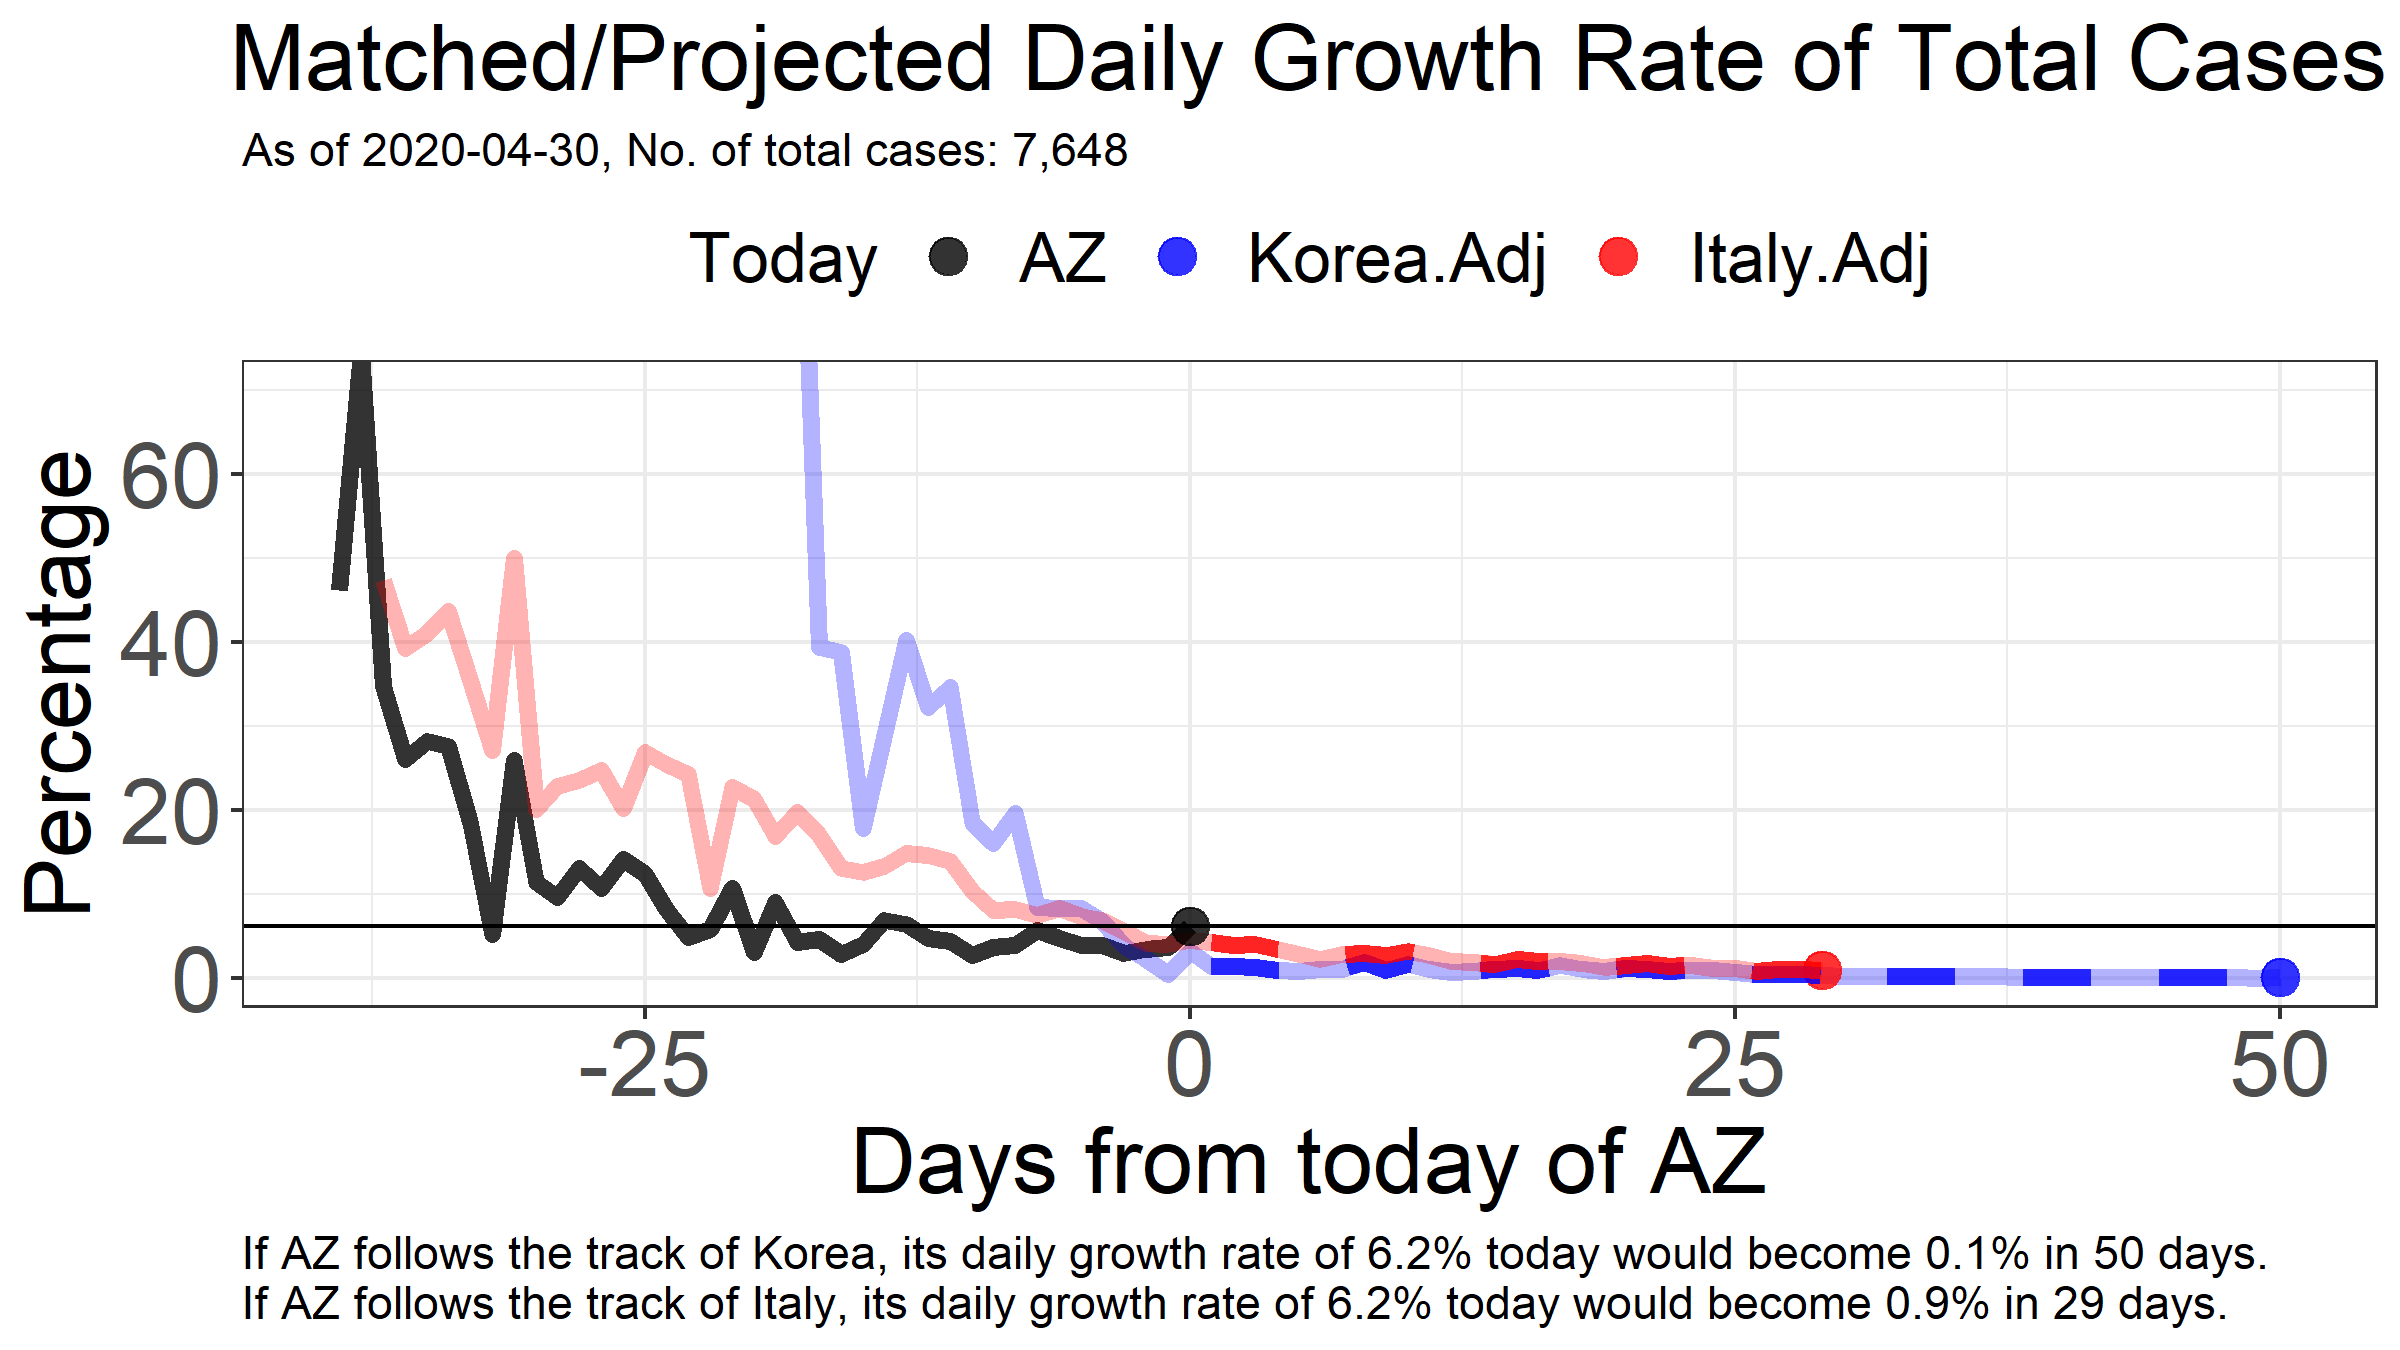 Matched/Projected Daily Growth Rate of Total Cases
As of 2020-04-30, No. of total cases: 7,648
Today AZ Korea.Adj Italy.Adj
Percentage
60
40
20
0
-25 0 25 50
Days from today of AZ
If AZ follows the track of Korea, its daily growth rate of 6.2% today would become 0.1% in 50 days.
If AZ follows the track of Italy, its daily growth rate of 6.2% today would become 0.9% in 29 days.